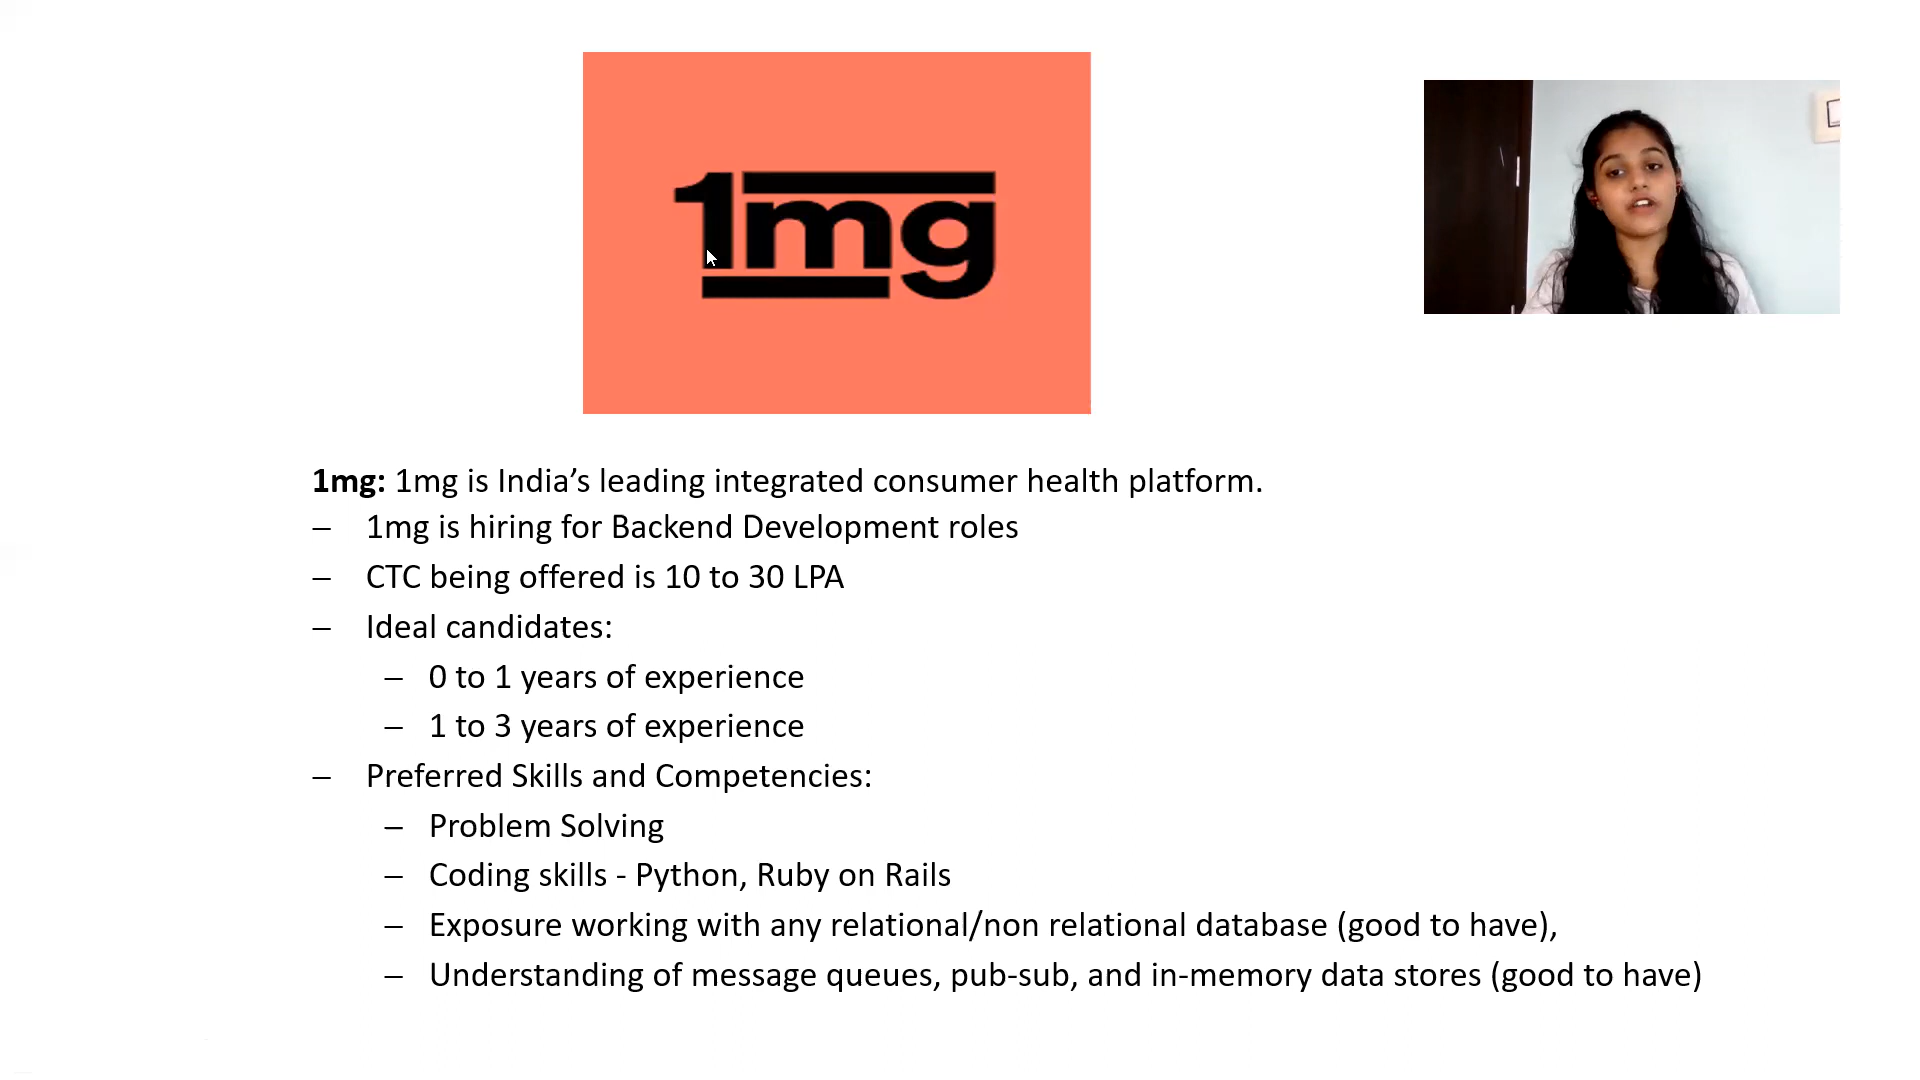 1mg
1mg: 1mg is India’s leading integrated consumer health platform.
– 1mg is hiring for Backend Development roles
– CTC being offered is 10 to 30 LPA
– Ideal candidates:
– 0 to 1 years of experience
– 1 to 3 years of experience
– Preferred Skills and Competencies:
– Problem Solving
– Coding skills - Python, Ruby on Rails
– Exposure working with any relational/non relational database (good to have),
– Understanding of message queues, pub-sub, and in-memory data stores (good to have)